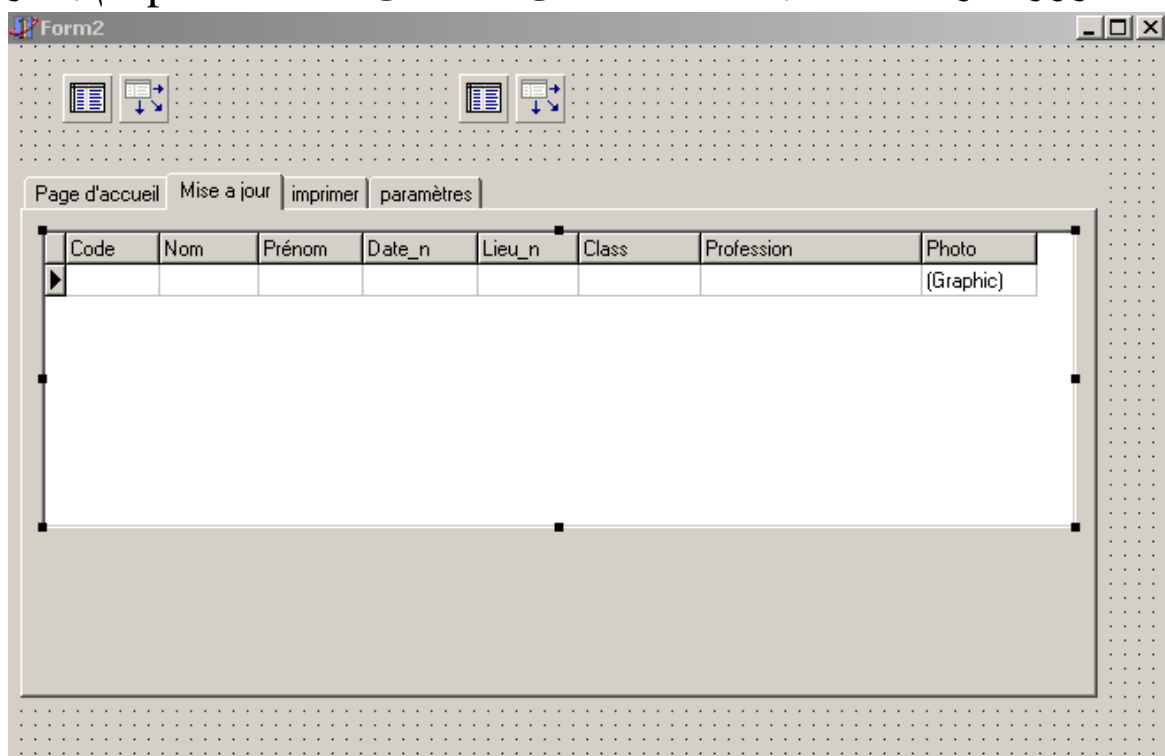 Form2
Page d'accueil Mise a jour imprimer paramètres
Code Nom Prénom Date_n Lieu_n Class Profession Photo
(Graphic)